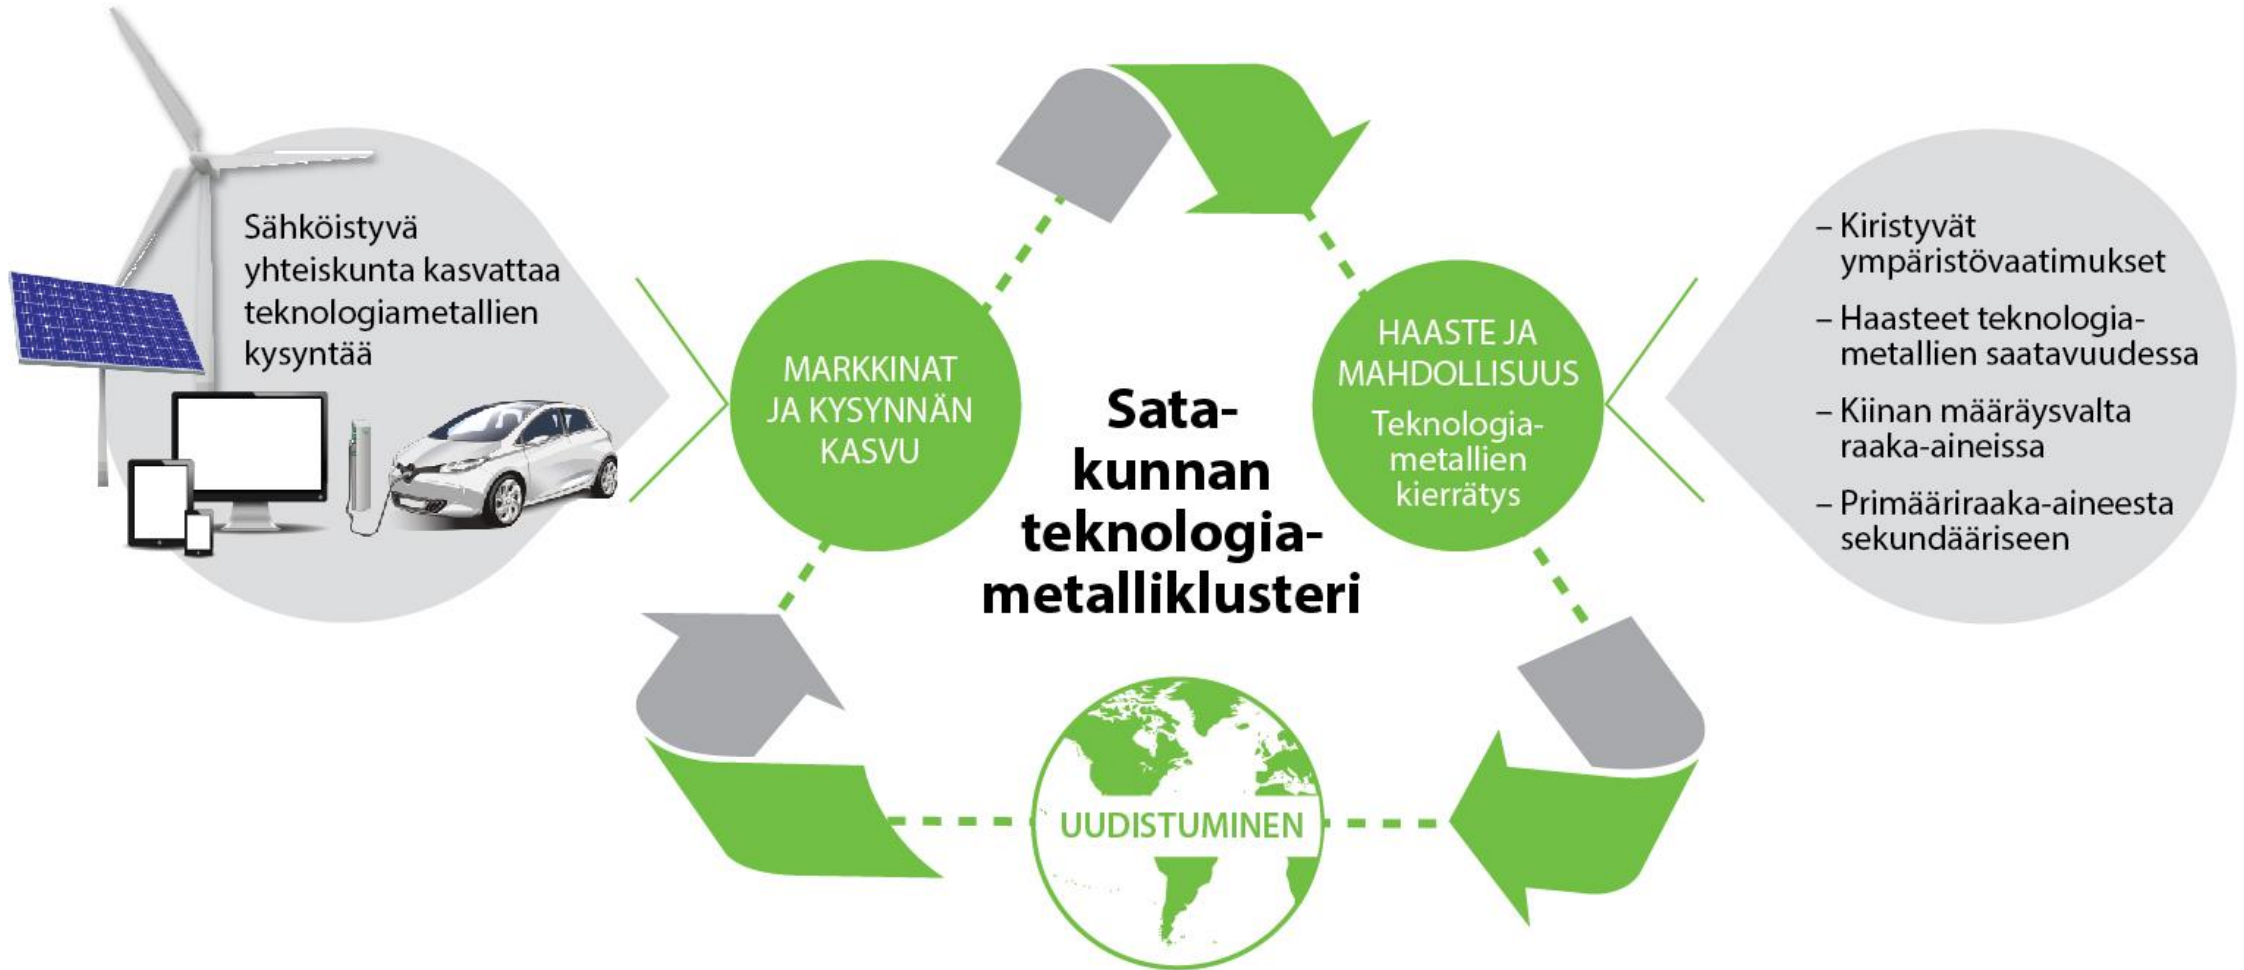 Sähköistyvä
yhteiskunta kasvattaa
teknologiametallien
kysyntää
MARKKINAT
JA KYSYNNÄN
KASVU
Sata-
kunnan
teknologia-
metalliklusteri
HAASTE JA
MAHDOLLISUUS
Teknologia-
metallien
kierrätys
– Kiristyvät
ympäristövaatimukset
– Haasteet teknologia-
metallien saatavuudessa
– Kiinan määräysvalta
raaka-aineissa
– Primääriraaka-aineesta
sekundääriseen
UUDISTUMINEN